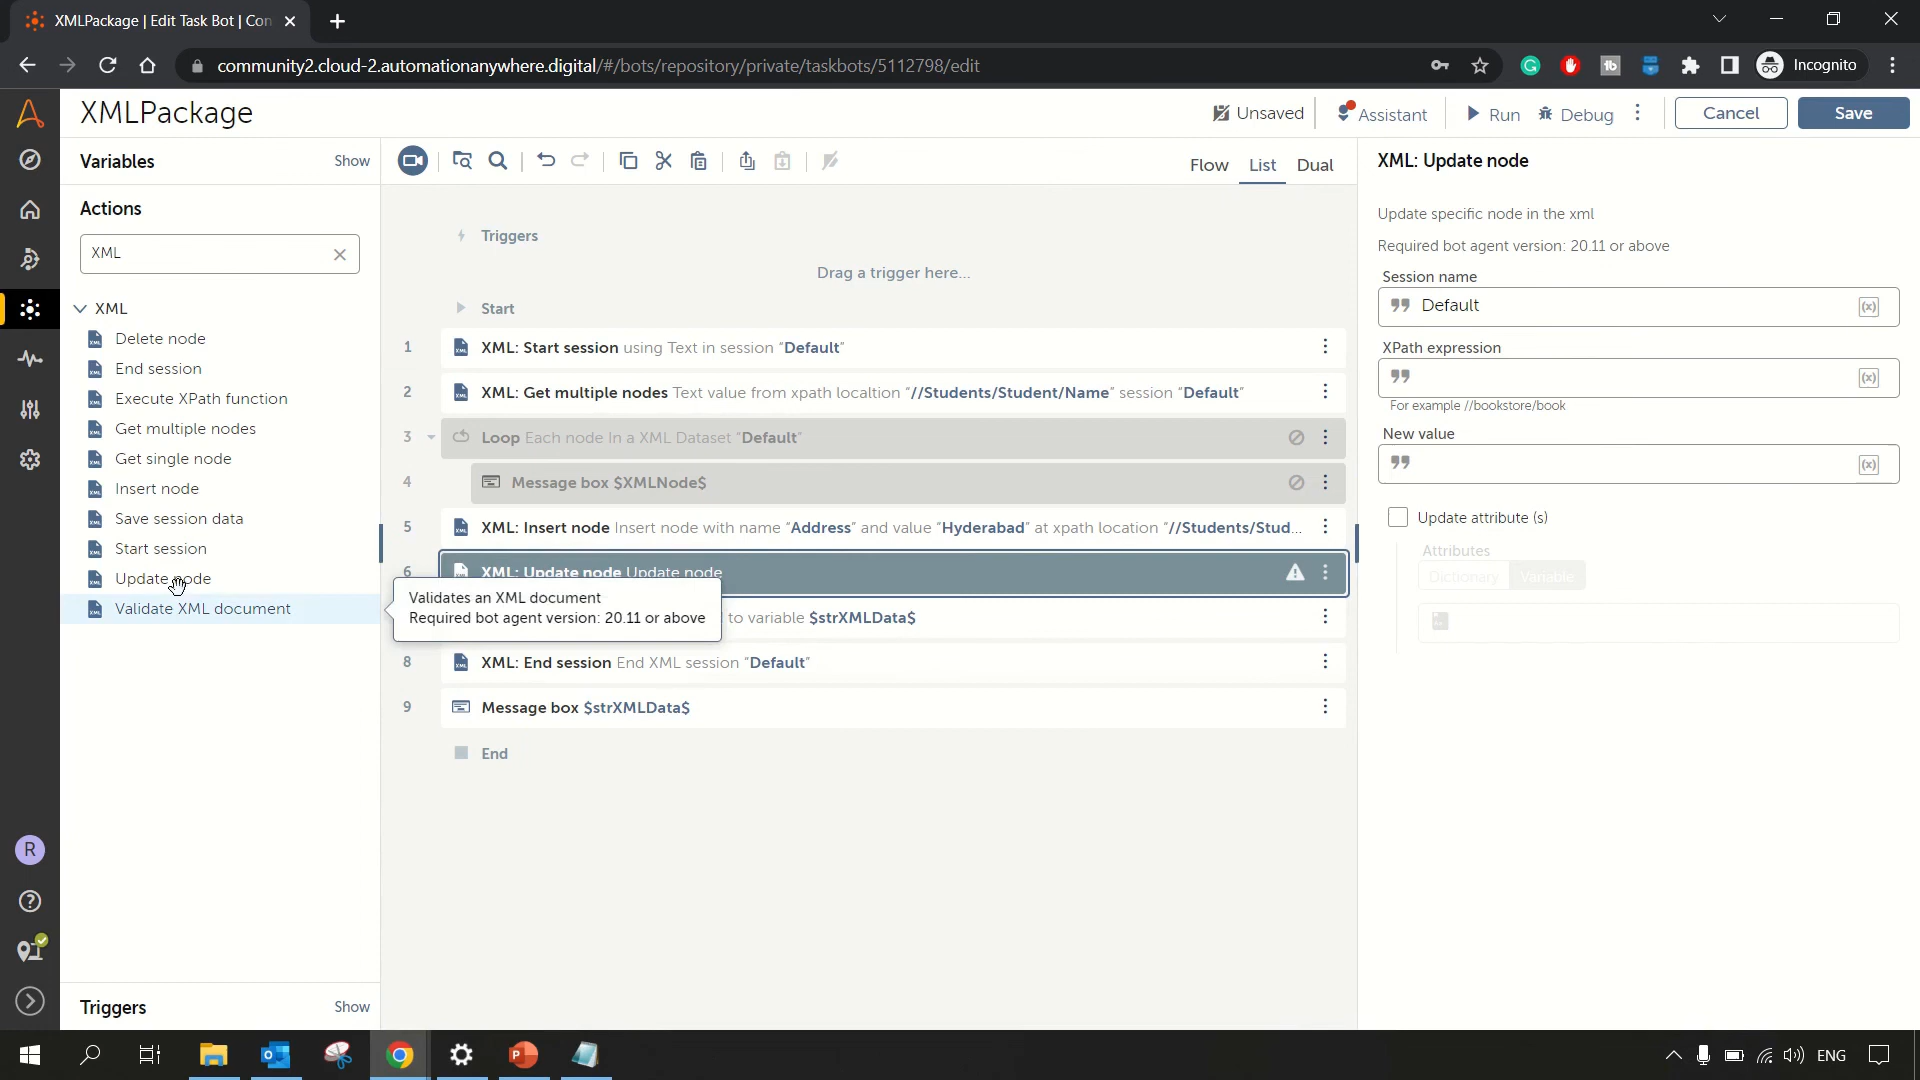 XMLPackage | Edit Task Bot | Con
community2.cloud-2.automationanywhere.digital/#/bots/repository/private/taskbots/5112798/edit
Incognito
XMLPackage
Unsaved
Assistant
Run
Debug
Cancel
Save
Variables
Show
Actions
XML
XML
Delete node
End session
Execute XPath function
Get multiple nodes
Get single node
Insert node
Save session data
Start session
Update node
Validate XML document
Triggers
Show
Flow
List
Dual
Triggers
Drag a trigger here...
Start
1 XML: Start session using Text in session "Default"
2 XML: Get multiple nodes Text value from xpath localtion "//Students/Student/Name" session "Default"
3 Loop Each node In a XML Dataset "Default"
4 Message box $XMLNode$
5 XML: Insert node Insert node with name "Address" and value "Hyderabad" at xpath location "//Students/Stud...
6 XML: Update node Update node
Validates an XML document
Required bot agent version: 20.11 or above
to variable $strXMLData$
8 XML: End session End XML session "Default"
9 Message box $strXMLData$
End
XML: Update node
Update specific node in the xml
Required bot agent version: 20.11 or above
Session name
Default
(x)
XPath expression
(x)
For example //bookstore/book
New value
(x)
Update attribute (s)
Attributes
Dictionary
Variable
R
ENG